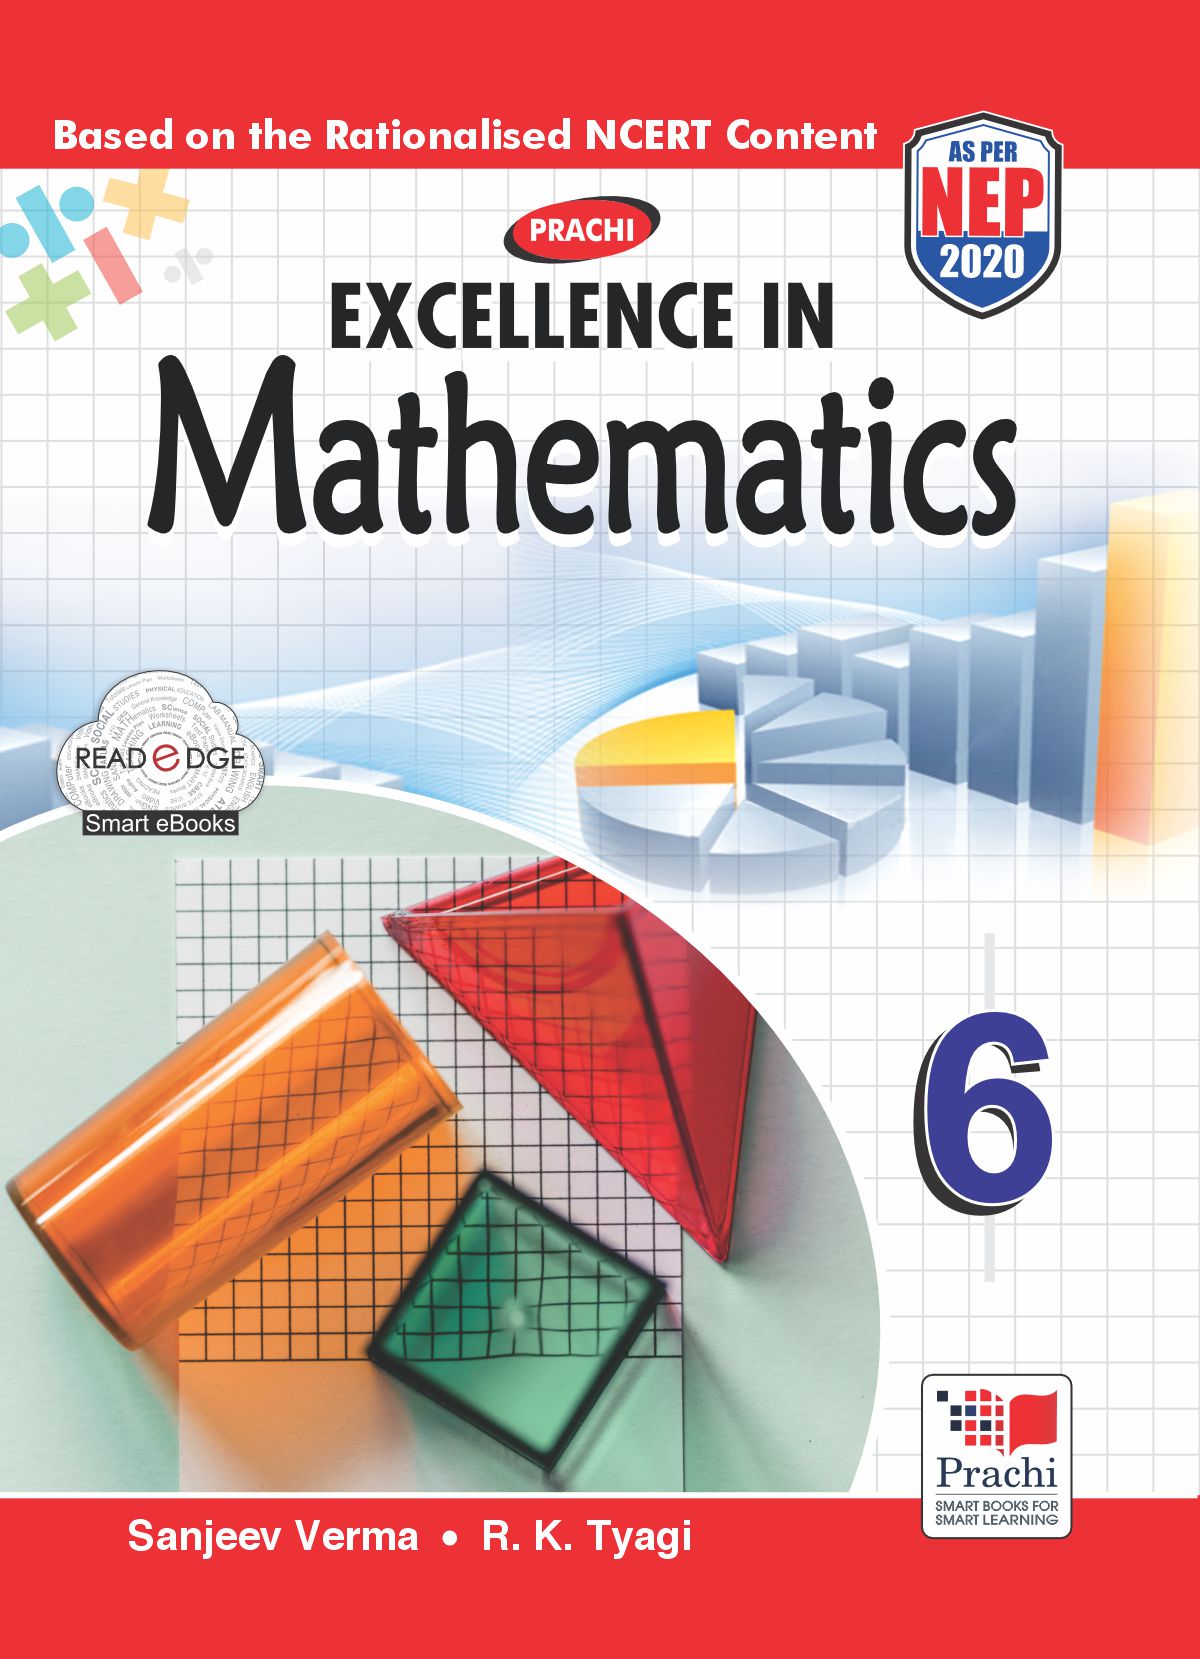 Based on the Rationalised NCERT Content
AS PER
NEP
2020
PRACHI
EXCELLENCE IN
Mathematics
READ eDGE
Smart eBooks
6
Prachi
SMART BOOKS FOR
SMART LEARNING
Sanjeev Verma • R. K. Tyagi